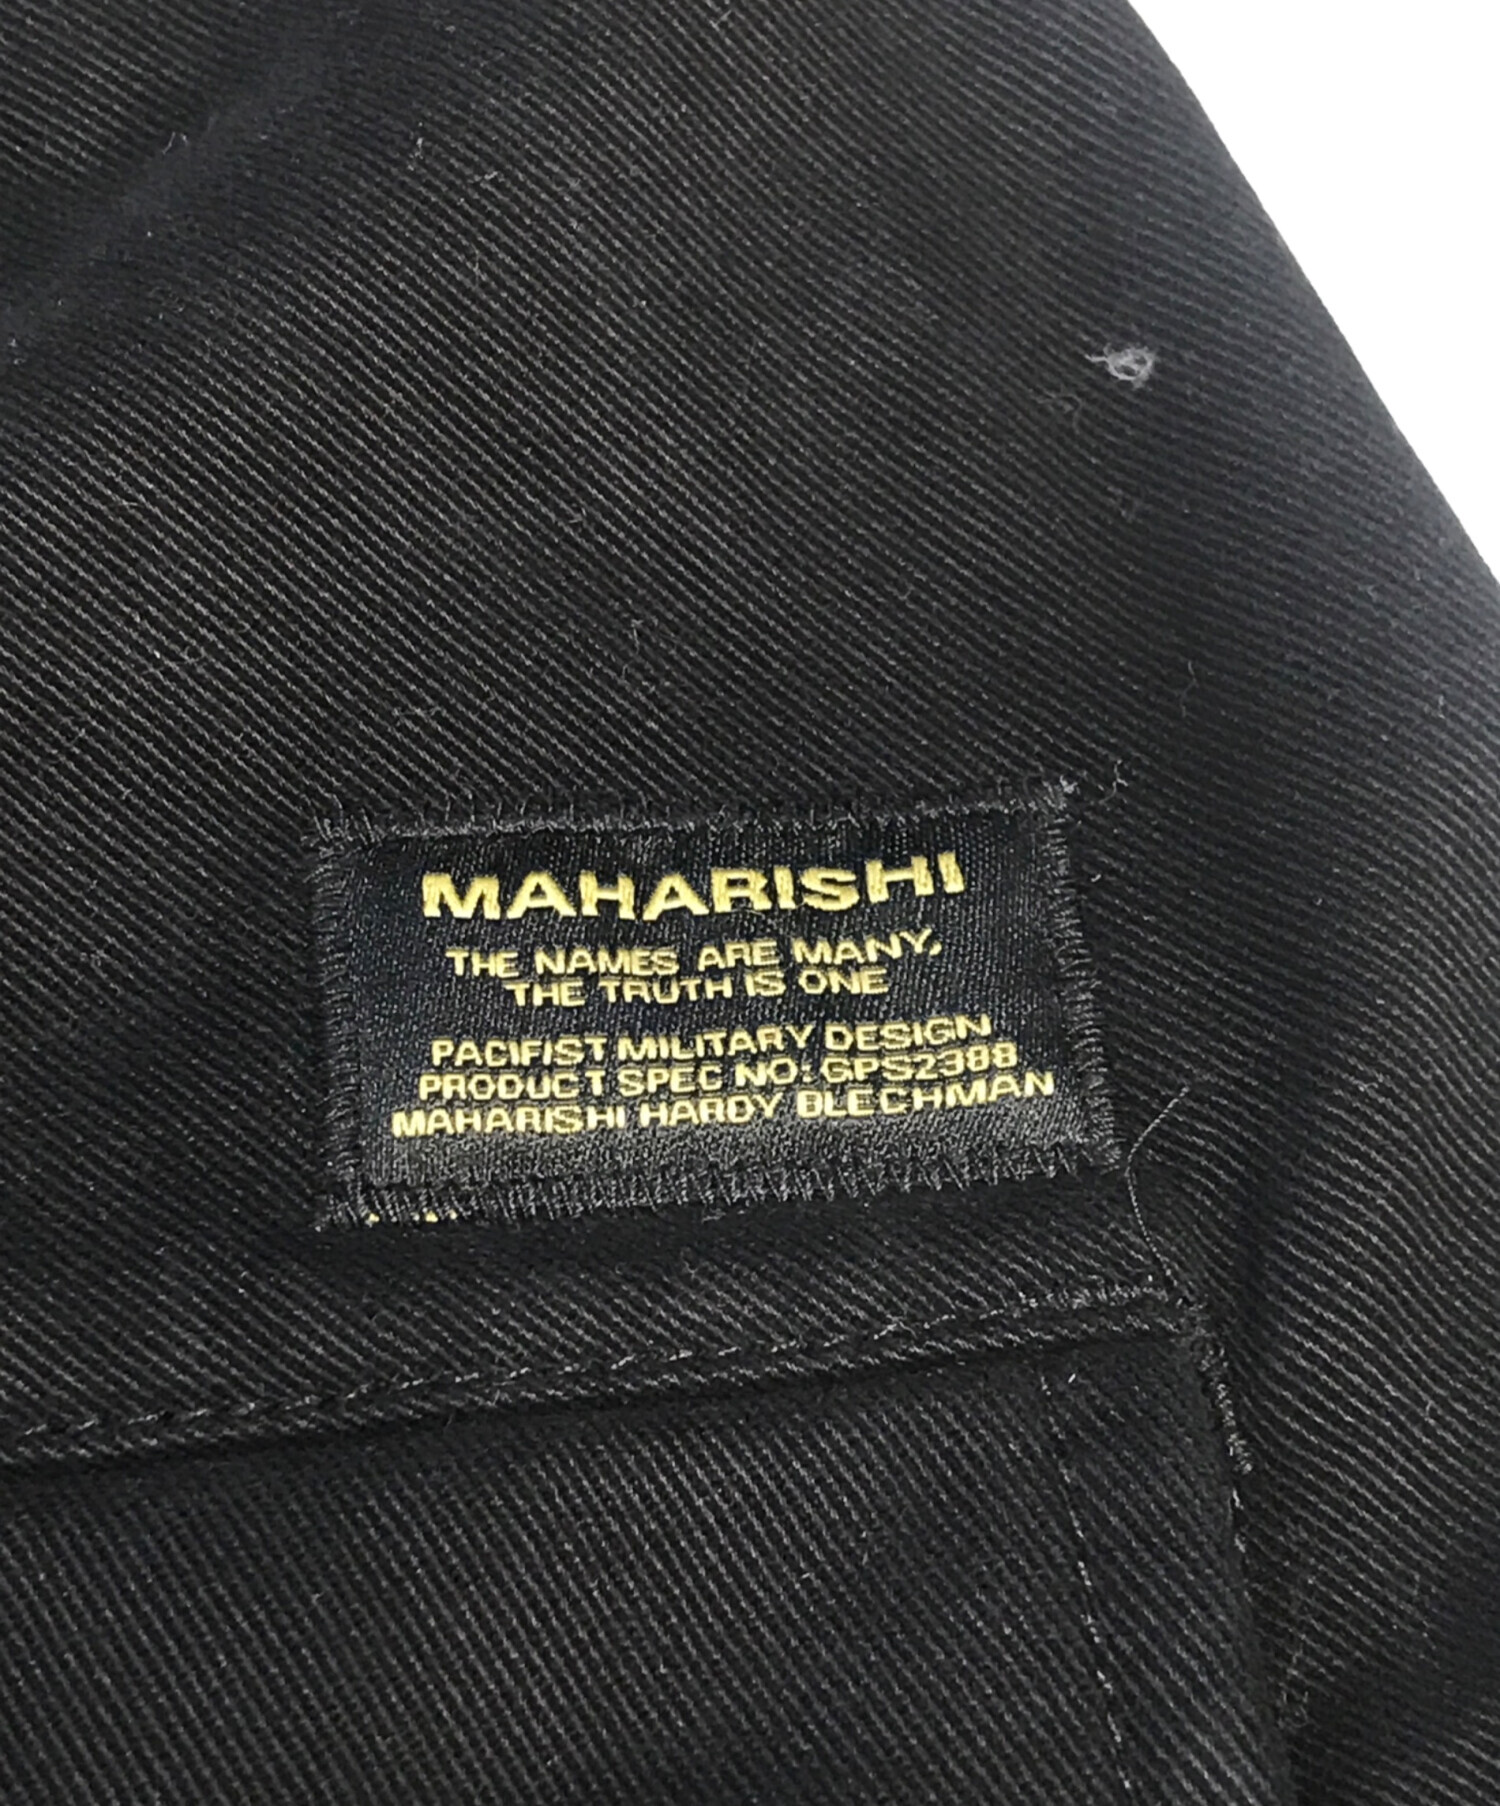 MAHARISHI
THE NAMES ARE MANY,
THE TRUTH IS ONE
PACIFIST MILITARY DESIGN
PRODUCT SPEC NO:GPS2388
MAHARISHI HARDY BLECHMAN